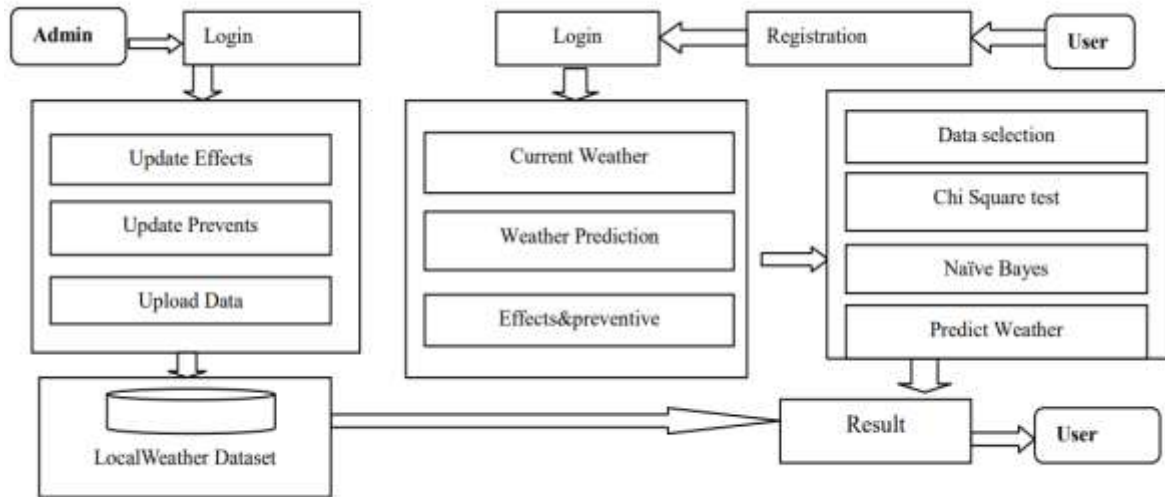 Admin
Login
Login
Registration
User
Update Effects
Update Prevents
Upload Data
Current Weather
Weather Prediction
Effects&preventive
Data selection
Chi Square test
Naïve Bayes
Predict Weather
LocalWeather Dataset
Result
User